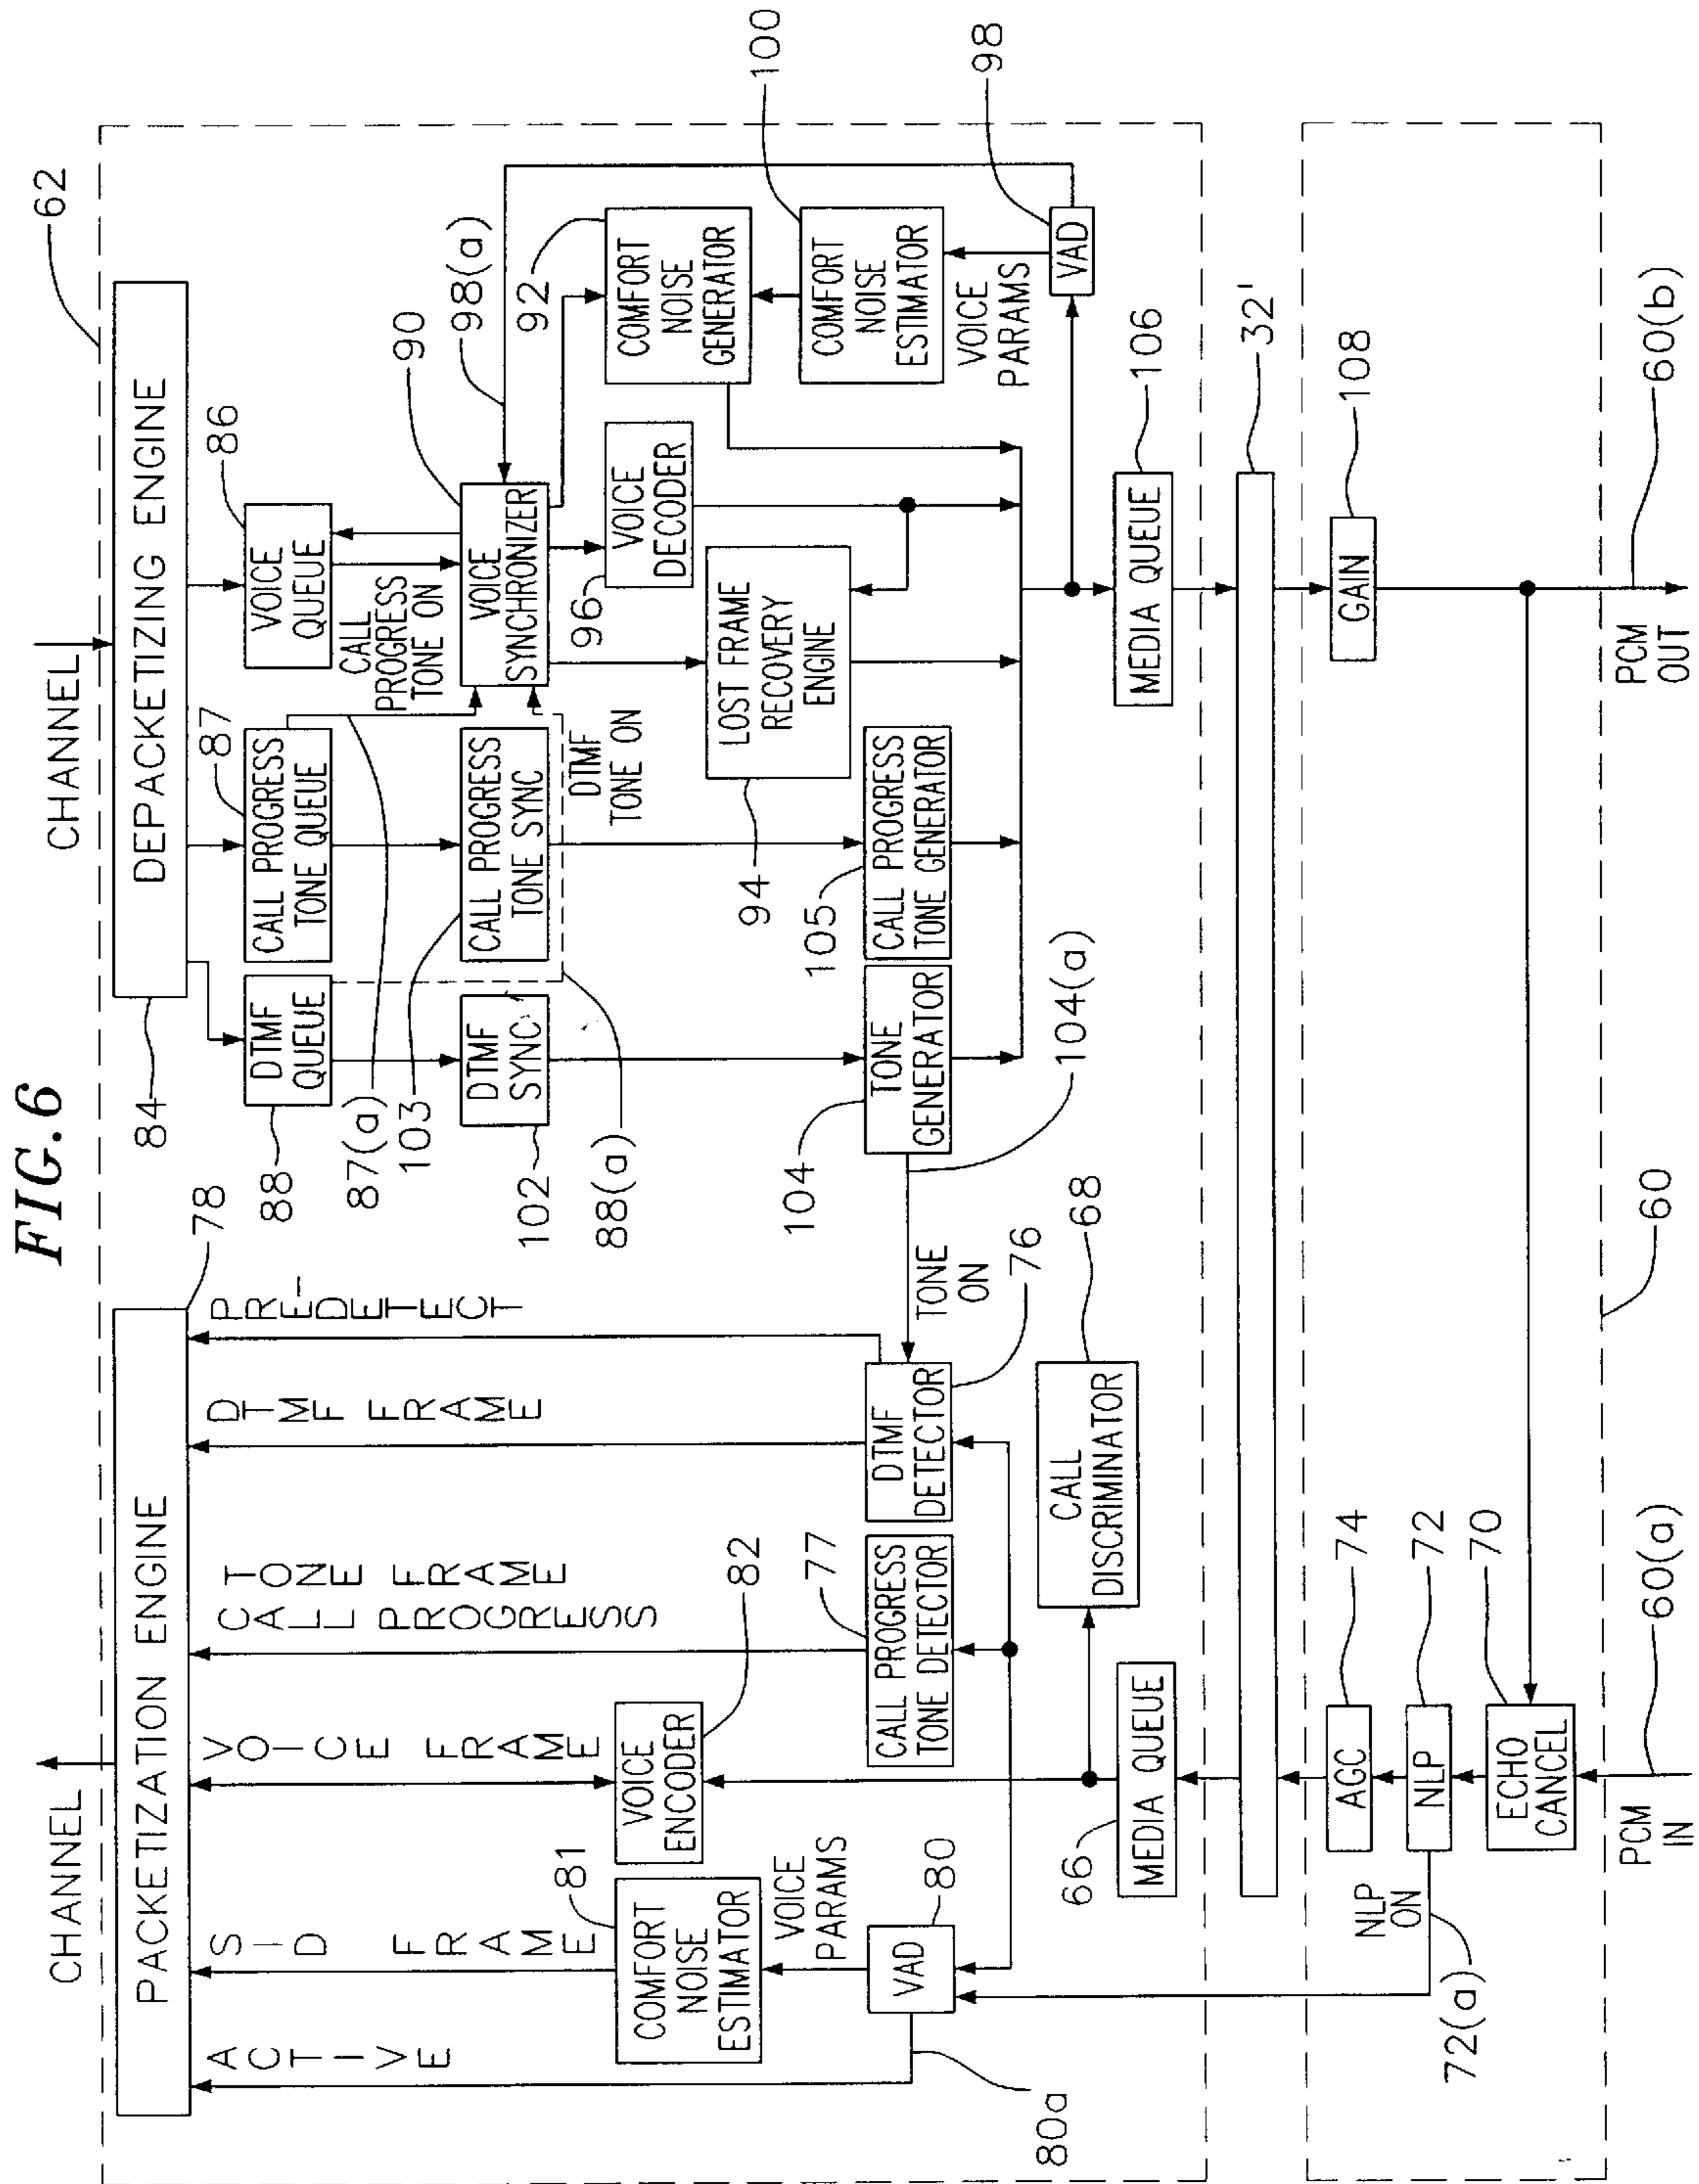 FIG.6
CHANNEL
62
DEPACKETIZING ENGINE
84
VOICE
QUEUE
86
CALL PROGRESS
TONE QUEUE
87
DTMF
QUEUE
88
87(a)
CALL
PROGRESS
TONE ON
VOICE
SYNCHRONIZER
90
98(a)
CALL PROGRESS
TONE SYNC
103
DTMF
SYNC
102
88(a)
DTMF
TONE ON
COMFORT
NOISE
GENERATOR
92
VOICE
DECODER
96
LOST FRAME
RECOVERY
ENGINE
94
COMFORT
NOISE
ESTIMATOR
100
VOICE
PARAMS
VAD
98
CALL PROGRESS
TONE GENERATOR
105
TONE
GENERATOR
104
104(a)
TONE
ON
MEDIA QUEUE
106
32'
GAIN
108
PCM
OUT
60(b)
CHANNEL
PACKETIZATION ENGINE
78
ACTIVE
SID FRAME
VOICE FRAME
CALL PROGRESS
TONE FRAME
DTMF FRAME
PRE-DETECT
COMFORT
NOISE
ESTIMATOR
81
VOICE
ENCODER
82
VOICE
PARAMS
VAD
80
80a
CALL PROGRESS
TONE DETECTOR
77
DTMF
DETECTOR
76
CALL
DISCRIMINATOR
68
MEDIA QUEUE
66
AGC
74
NLP
72
NLP
ON
72(a)
ECHO
CANCEL
70
PCM
IN
60(a)
60